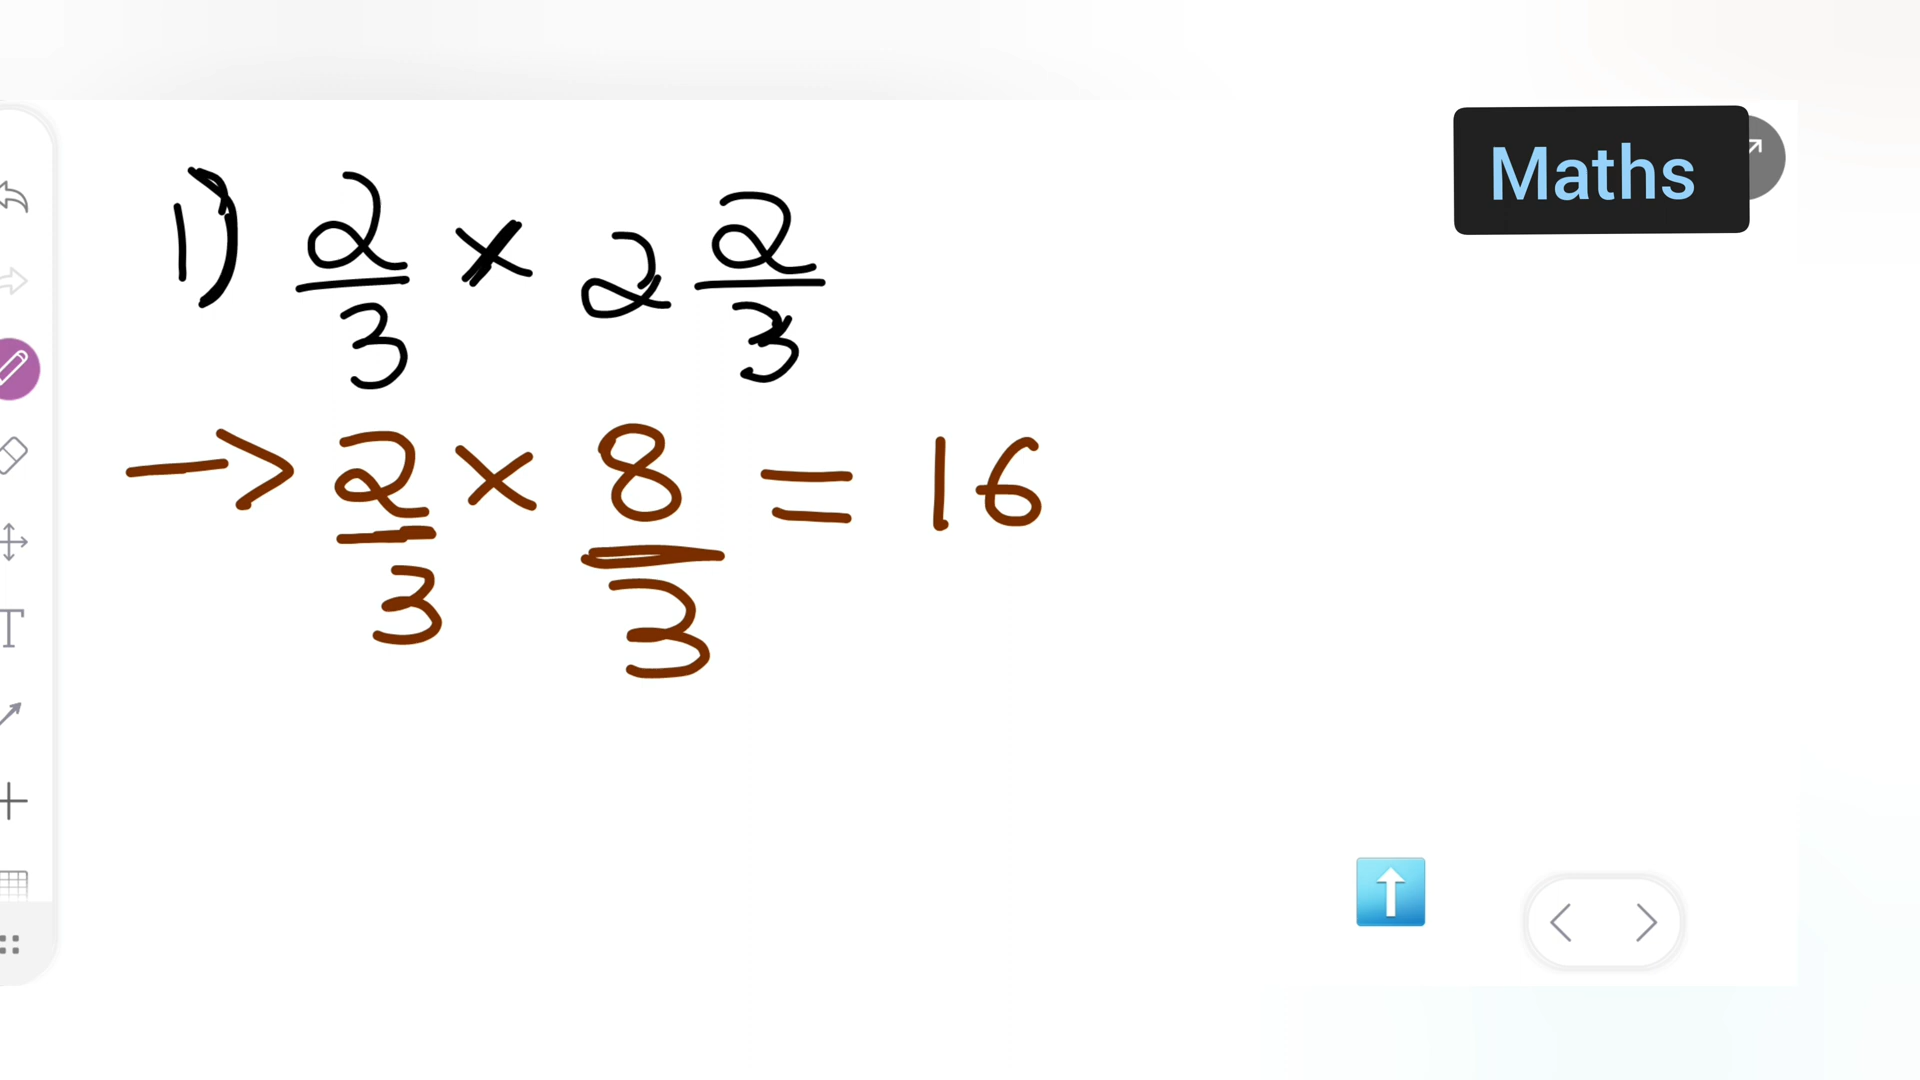 Maths
1) 2/3 × 2 2/3
→ 2/3 × 8/3 = 16